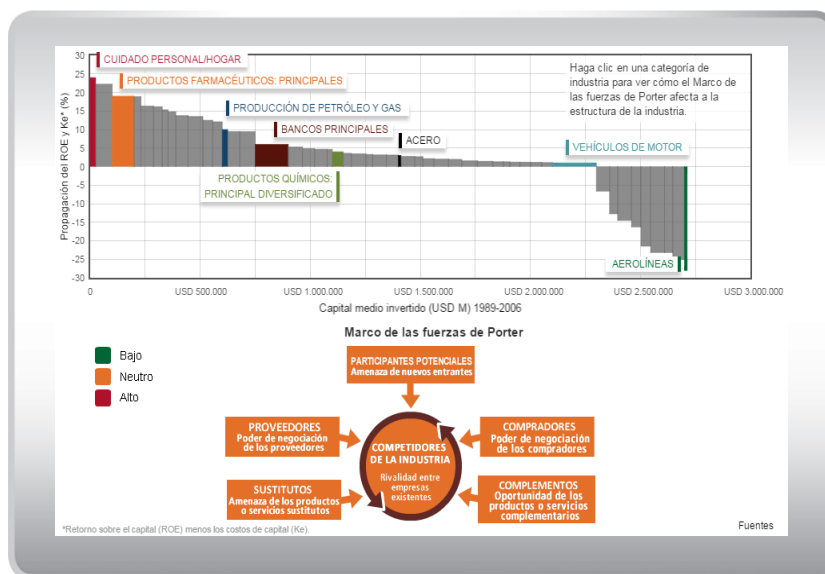 30
25
20
15
10
5
0
-5
-10
-15
-20
-25
-30
Propagación del ROE y Ke* (%)
CUIDADO PERSONAL/HOGAR
PRODUCTOS FARMACÉUTICOS: PRINCIPALES
PRODUCCIÓN DE PETRÓLEO Y GAS
BANCOS PRINCIPALES
ACERO
VEHÍCULOS DE MOTOR
PRODUCTOS QUÍMICOS:
PRINCIPAL DIVERSIFICADO
AEROLÍNEAS
Haga clic en una categoría de
industria para ver cómo el Marco de
las fuerzas de Porter afecta a la
estructura de la industria.
0
USD 500.000
USD 1.000.000
USD 1.500.000
USD 2.000.000
USD 2.500.000
USD 3.000.000
Capital medio invertido (USD M) 1989-2006
Marco de las fuerzas de Porter
Bajo
Neutro
Alto
PARTICIPANTES POTENCIALES
Amenaza de nuevos entrantes
PROVEEDORES
Poder de negociación
de los proveedores
COMPRADORES
Poder de negociación
de los compradores
COMPETIDORES
DE LA INDUSTRIA
Rivalidad entre
empresas
existentes
SUSTITUTOS
Amenaza de los productos
o servicios sustitutos
COMPLEMENTOS
Oportunidad de los
productos o servicios
complementarios
*Retorno sobre el capital (ROE) menos los costos de capital (Ke).
Fuentes